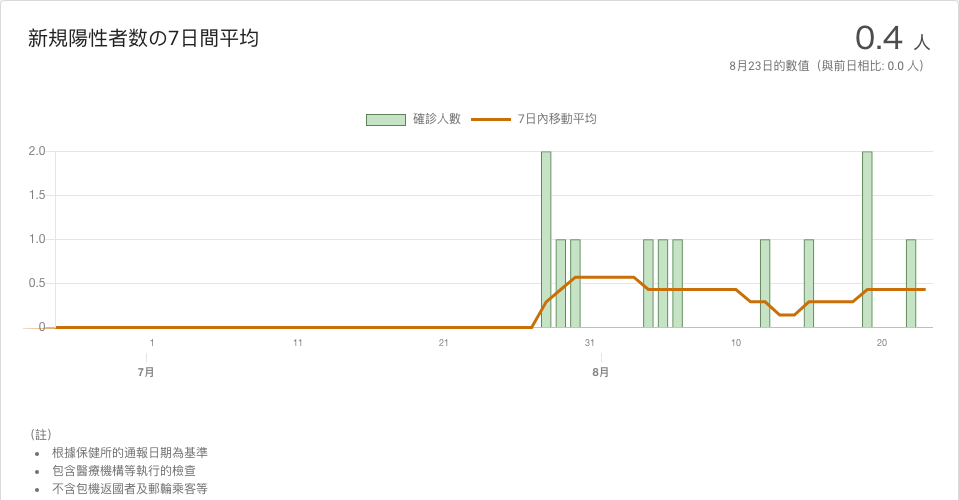 新規陽性者数の7日間平均
0.4 人
8月23日的數值（與前日相比: 0.0 人）
確診人數 7日內移動平均
2.0
1.5
1.0
0.5
0
1 11 21 31 10 20
7月 8月
（註）
• 根據保健所的通報日期為基準
• 包含醫療機構等執行的檢查
• 不含包機返國者及郵輪乘客等